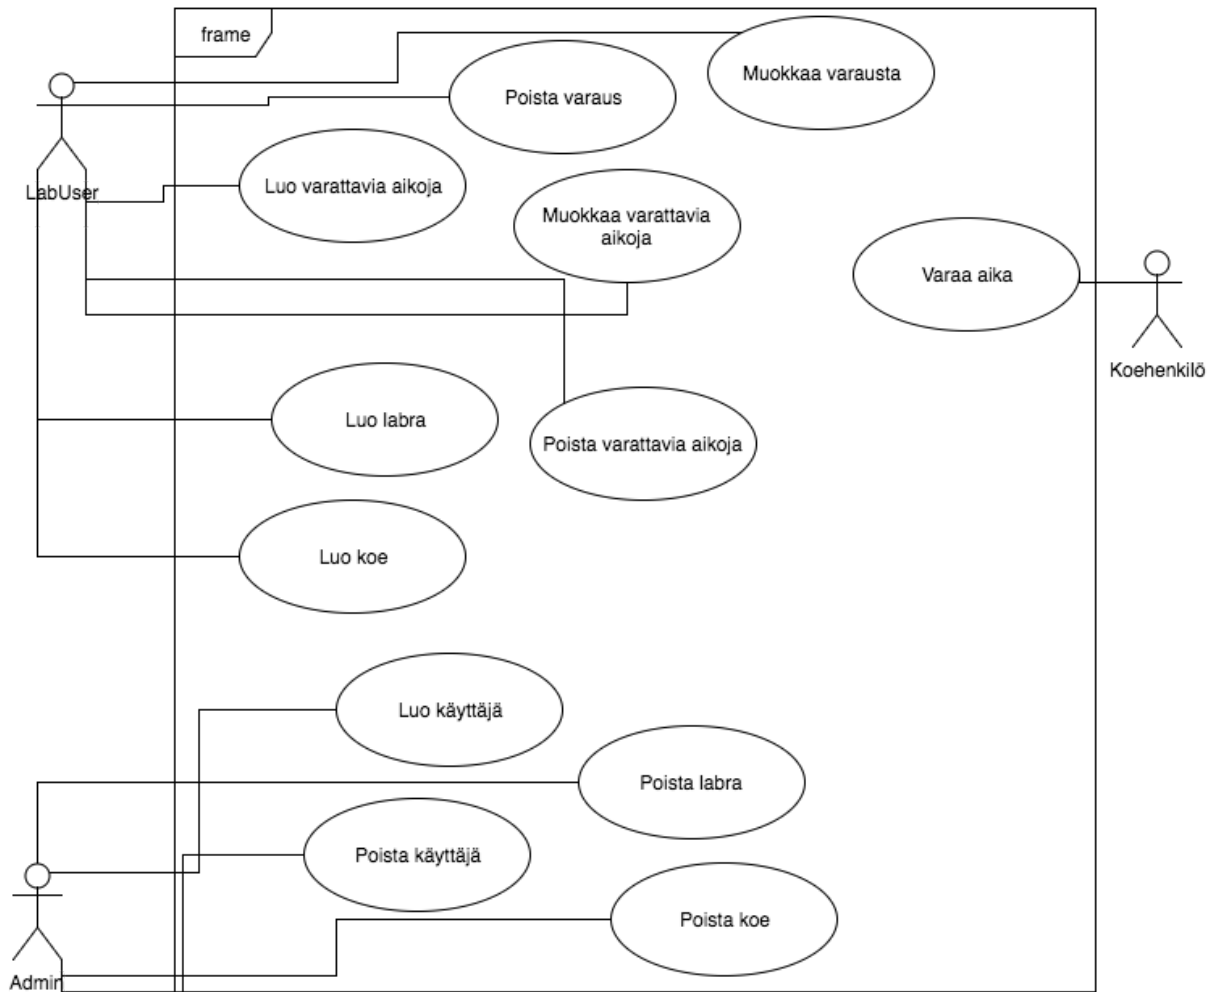 frame
Muokkaa varausta
Poista varaus
LabUser
Luo varattavia aikoja
Muokkaa varattavia
aikoja
Varaa aika
Koehenkilö
Luo labra
Poista varattavia aikoja
Luo koe
Luo käyttäjä
Poista labra
Poista käyttäjä
Poista koe
Admin